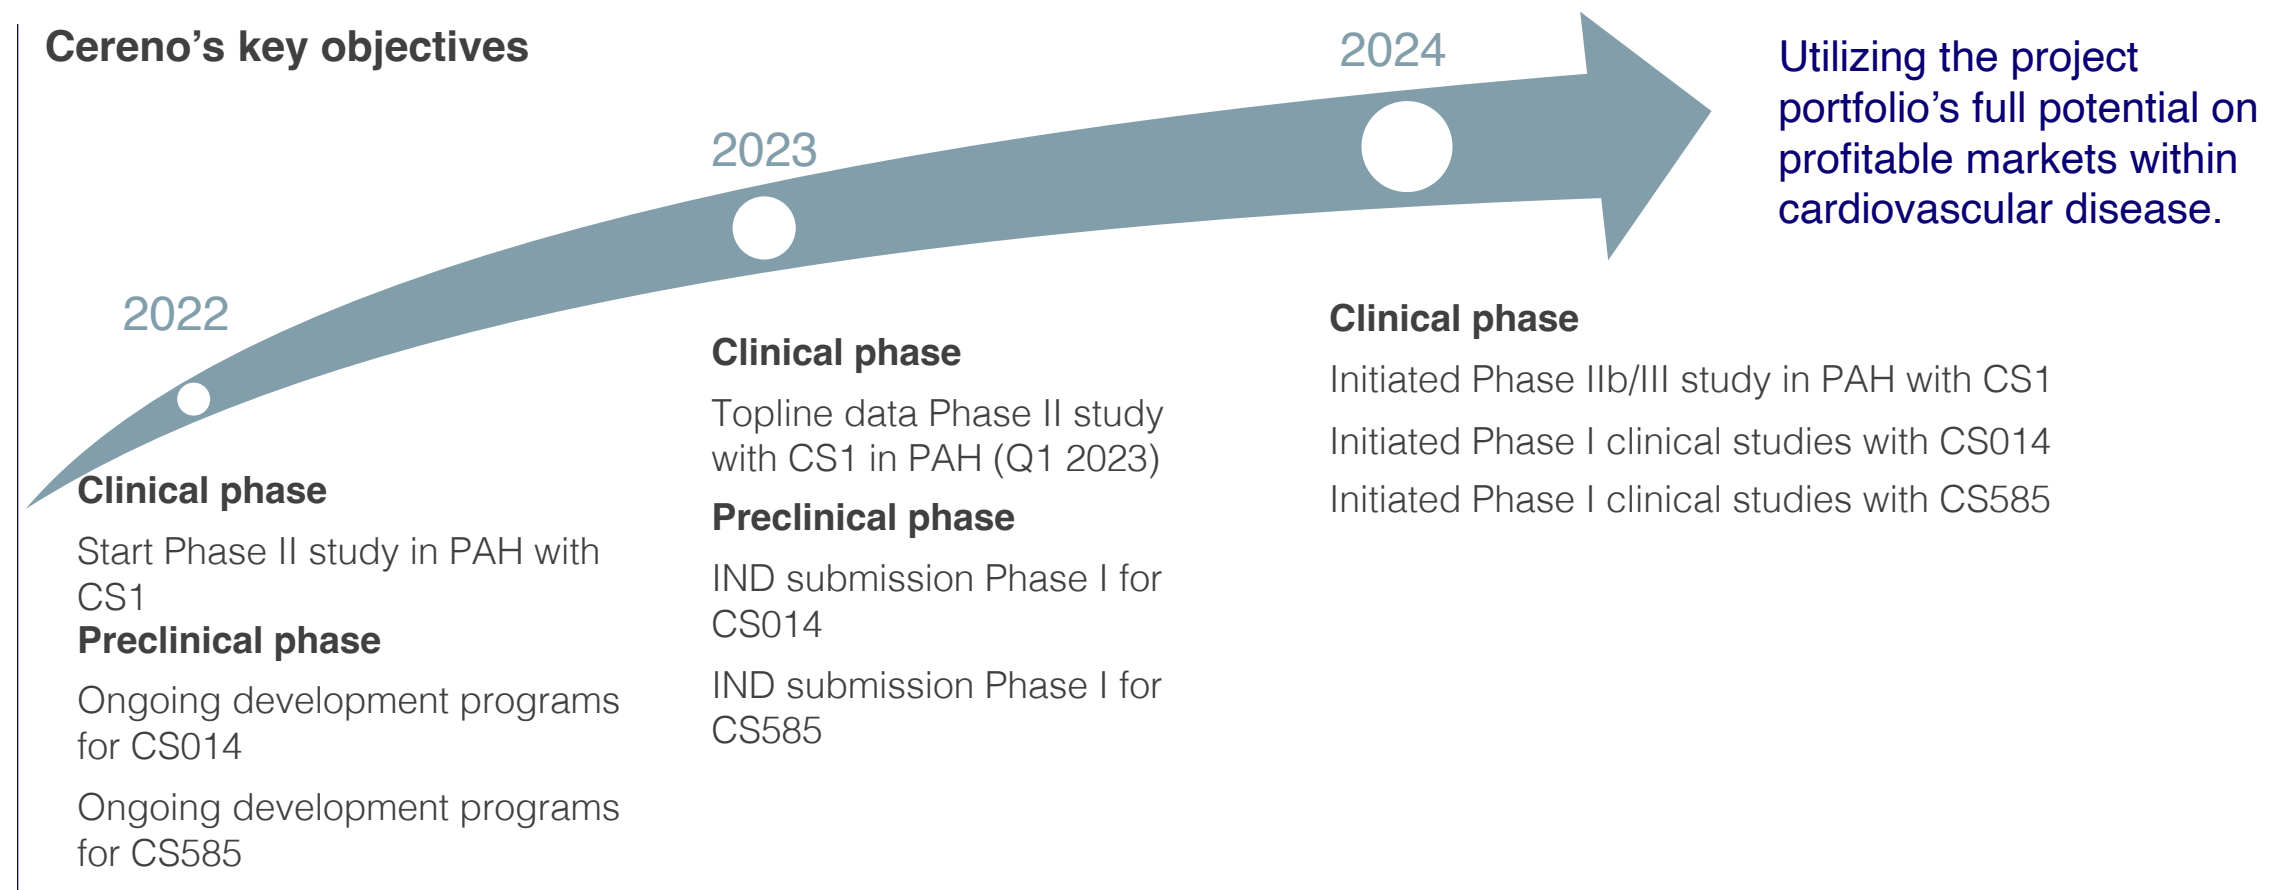 Cereno’s key objectives
2022
Clinical phase
Start Phase II study in PAH with
CS1
Preclinical phase
Ongoing development programs
for CS014
Ongoing development programs
for CS585
2023
Clinical phase
Topline data Phase II study
with CS1 in PAH (Q1 2023)
Preclinical phase
IND submission Phase I for
CS014
IND submission Phase I for
CS585
2024
Clinical phase
Initiated Phase IIb/III study in PAH with CS1
Initiated Phase I clinical studies with CS014
Initiated Phase I clinical studies with CS585
Utilizing the project
portfolio’s full potential on
profitable markets within
cardiovascular disease.